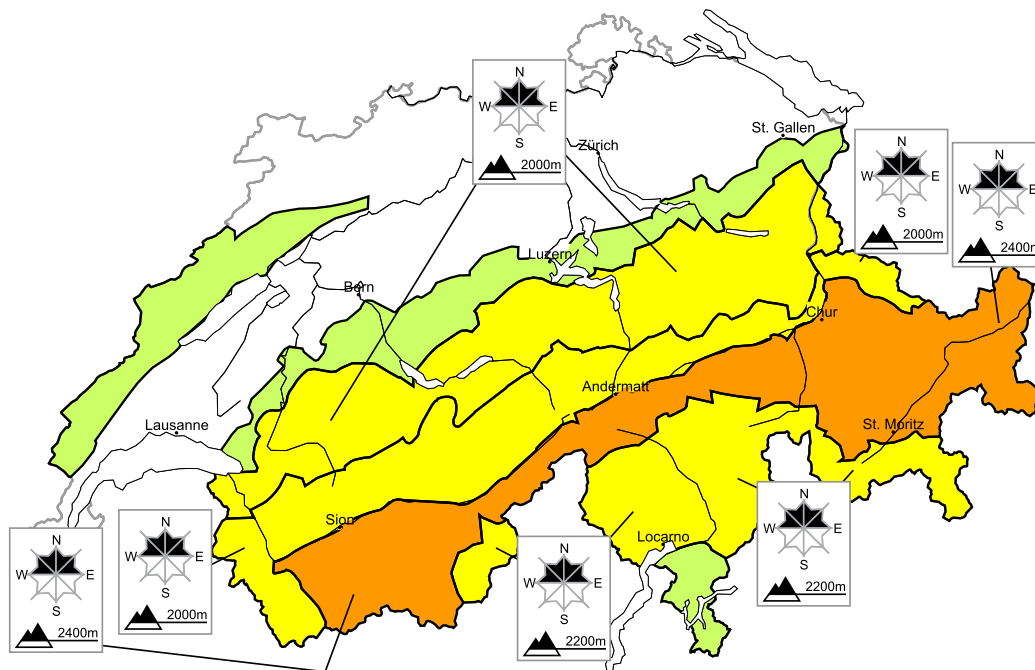 N
W E
S
2000m
Zürich
St. Gallen
N
W E
S
2000m
N
W E
S
2400m
Luzern
Bern
Chur
Andermatt
Lausanne
St. Moritz
Sion
Locarno
N
W E
S
2400m
N
W E
S
2000m
N
W E
S
2200m
N
W E
S
2200m